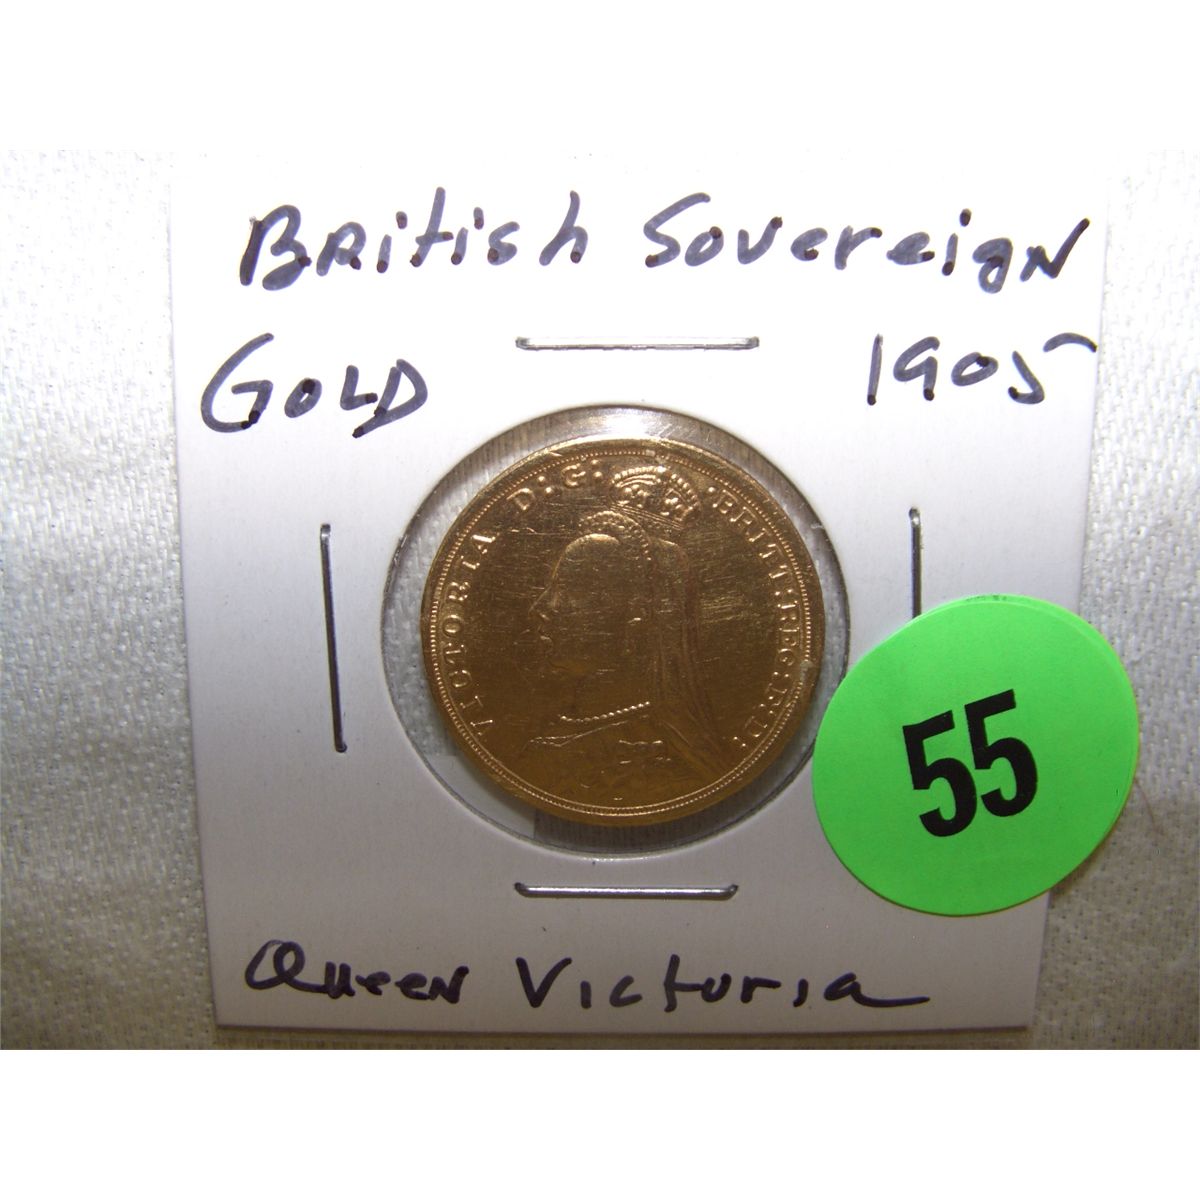 British Sovereign
Gold 1905
VICTORIA D:G: BRITT:REG:F:D:
55
Queen Victoria